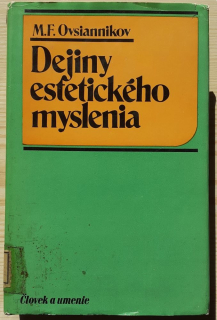 M.F. Ovsiannikov
Dejiny
estetického
myslenia
Človek a umenie